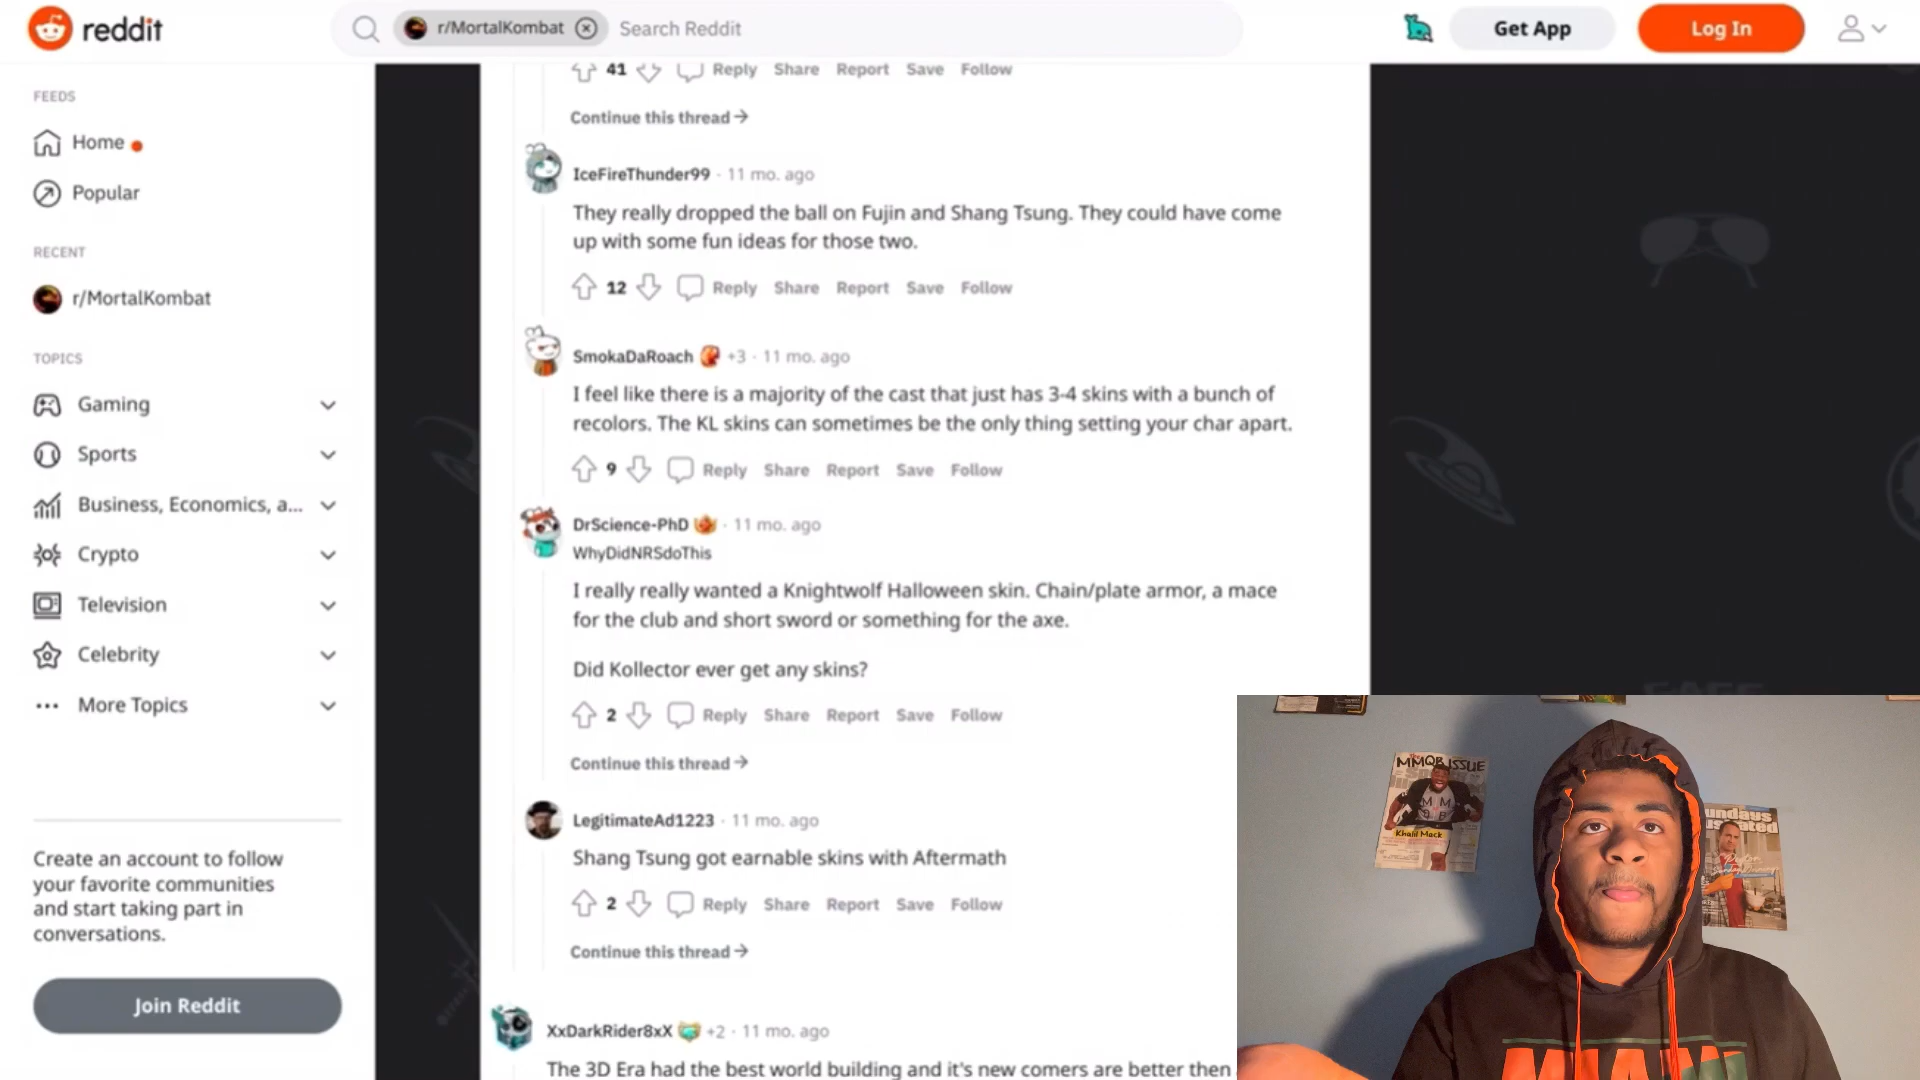 reddit
r/MortalKombat
Search Reddit
Get App
Log In
FEEDS
Home
Popular
RECENT
r/MortalKombat
TOPICS
Gaming
Sports
Business, Economics, a...
Crypto
Television
Celebrity
More Topics
Create an account to follow
your favorite communities
and start taking part in
conversations.
Join Reddit
41 Reply Share Report Save Follow
Continue this thread
IceFireThunder99 · 11 mo. ago
They really dropped the ball on Fujin and Shang Tsung. They could have come
up with some fun ideas for those two.
12 Reply Share Report Save Follow
SmokaDaRoach +3 · 11 mo. ago
I feel like there is a majority of the cast that just has 3-4 skins with a bunch of
recolors. The KL skins can sometimes be the only thing setting your char apart.
9 Reply Share Report Save Follow
DrScience-PhD · 11 mo. ago
WhyDidNRSdoThis
I really really wanted a Knightwolf Halloween skin. Chain/plate armor, a mace
for the club and short sword or something for the axe.
Did Kollector ever get any skins?
2 Reply Share Report Save Follow
Continue this thread
LegitimateAd1223 · 11 mo. ago
Shang Tsung got earnable skins with Aftermath
2 Reply Share Report Save Follow
Continue this thread
XxDarkRider8xX +2 · 11 mo. ago
The 3D Era had the best world building and it's new comers are better then
MMQB ISSUE
Khalil Mack
MIAMI